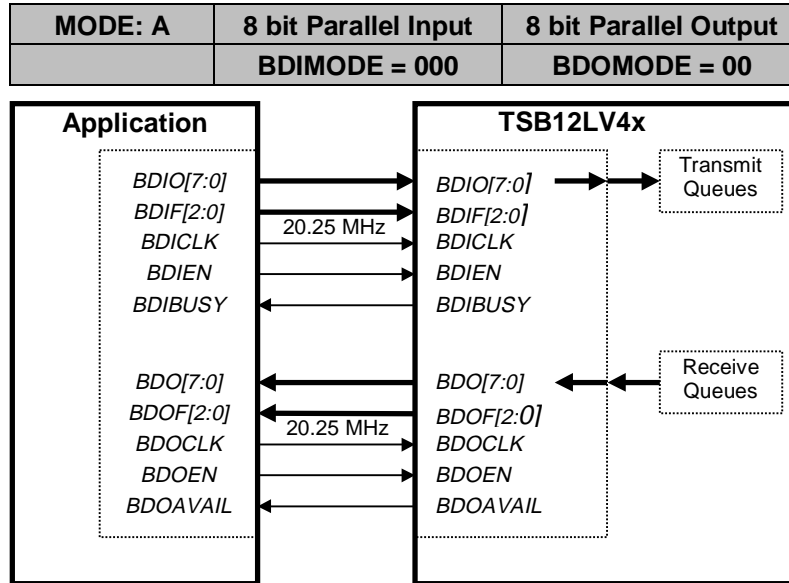 MODE: A 8 bit Parallel Input 8 bit Parallel Output
BDIMODE = 000 BDOMODE = 00
Application
TSB12LV4x
BDIO[7:0]
BDIF[2:0]
BDICLK
BDIEN
BDIBUSY
20.25 MHz
BDIO[7:0]
BDIF[2:0]
BDICLK
BDIEN
BDIBUSY
Transmit
Queues
BDO[7:0]
BDOF[2:0]
BDOCLK
BDOEN
BDOAVAIL
20.25 MHz
BDO[7:0]
BDOF[2:0]
BDOCLK
BDOEN
BDOAVAIL
Receive
Queues